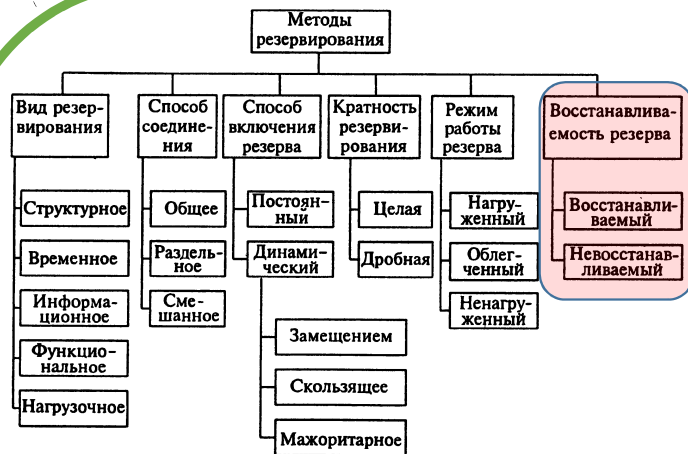 Методы
резервирования
Вид резер-
вирования
Структурное
Временное
Информа-
ционное
Функцио-
нальное
Нагрузочное
Способ
соедине-
ния
Общее
Раздель-
ное
Сме-
шанное
Способ
включения
резерва
Постоян-
ный
Динами-
ческий
Замещением
Скользящее
Мажоритарное
Кратность
резерви-
рования
Целая
Дробная
Режим
работы
резерва
Нагру-
женный
Облег-
ченный
Ненагру-
женный
Восстанавлива-
емость резерва
Восстанавли-
ваемый
Невосстанав-
ливаемый